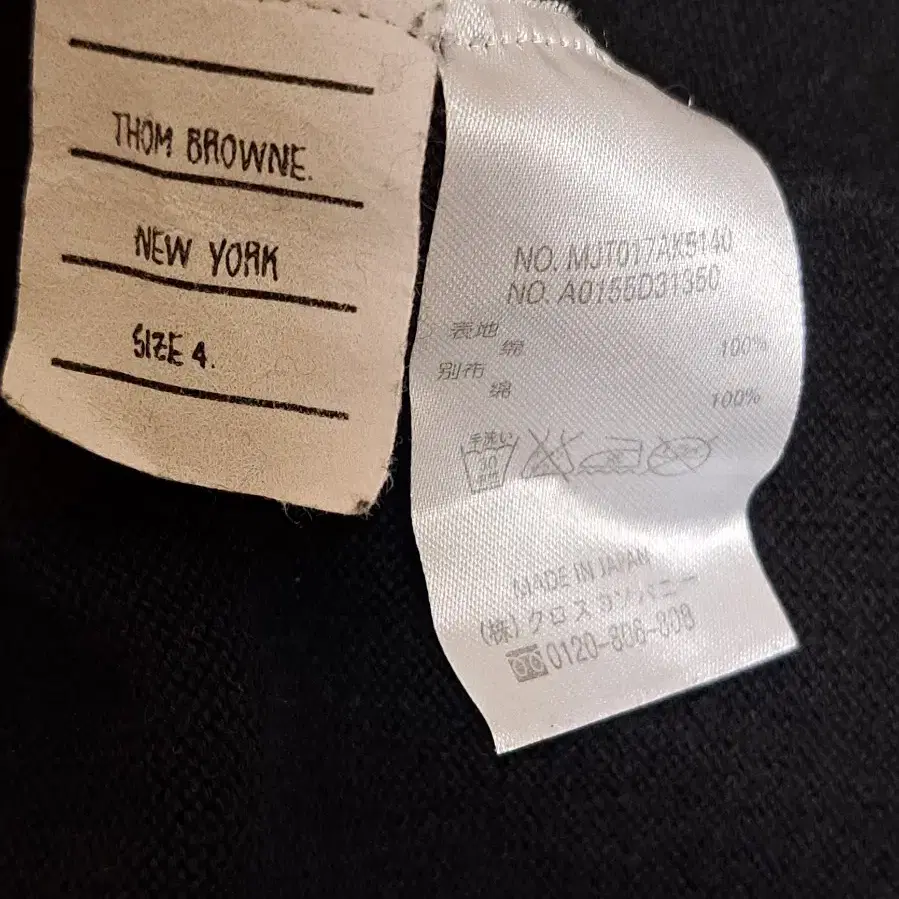 THOM BROWNE.
NEW YORK
SIZE 4.
NO. MJT017AX5140
NO. A0155D31350
表地
綿 100%
別布
綿 100%
手洗い
30
MADE IN JAPAN
(株)クロスカンパニー
0120-806-808